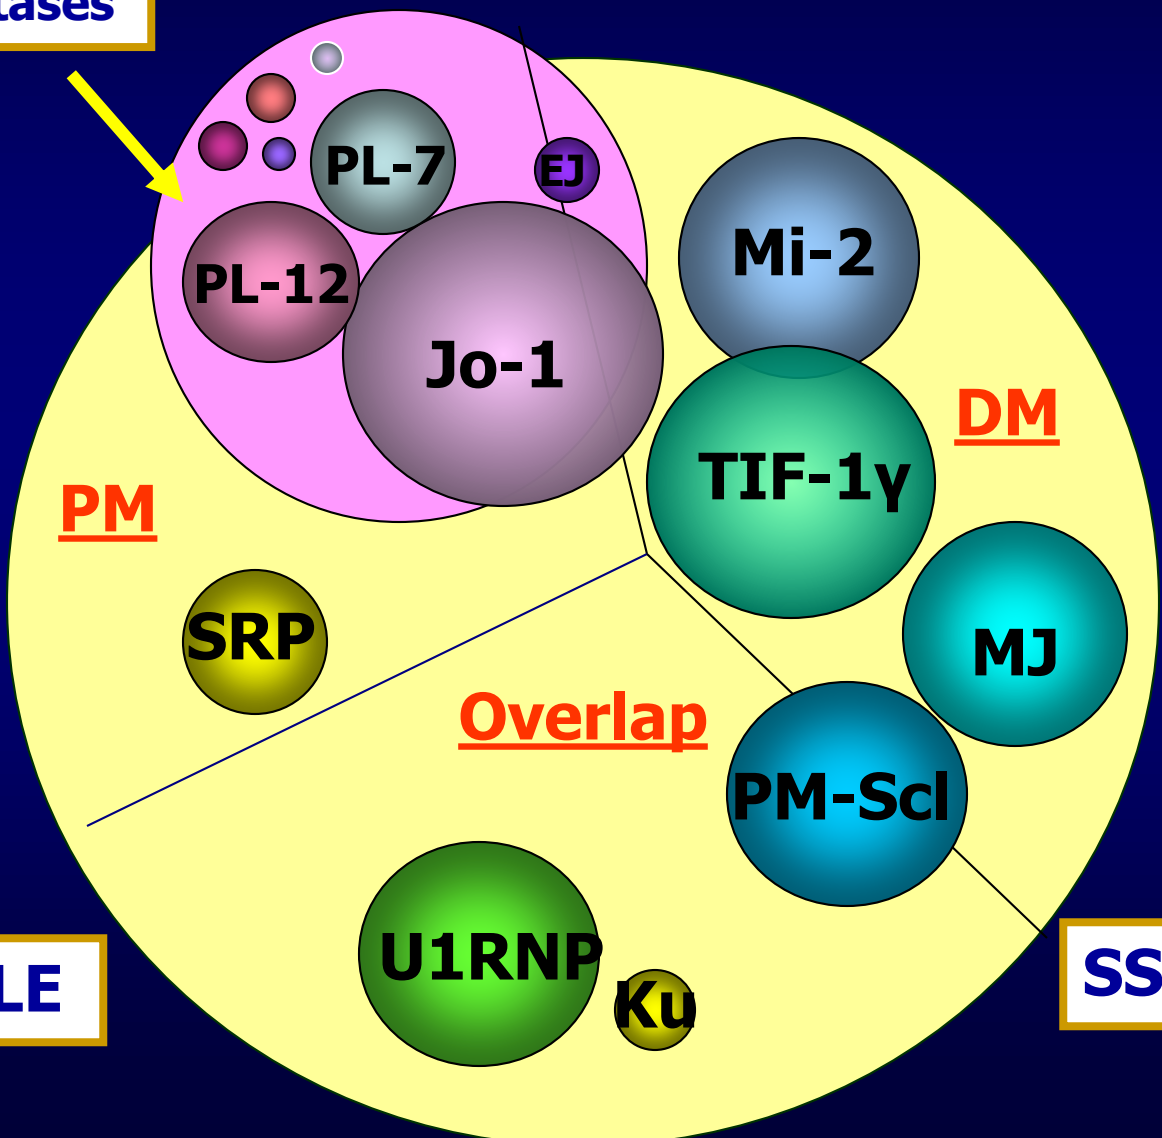 tases
PL-7
EJ
PL-12
Mi-2
Jo-1
DM
TIF-1γ
PM
SRP
MJ
Overlap
PM-Scl
U1RNP
Ku
LE
SS